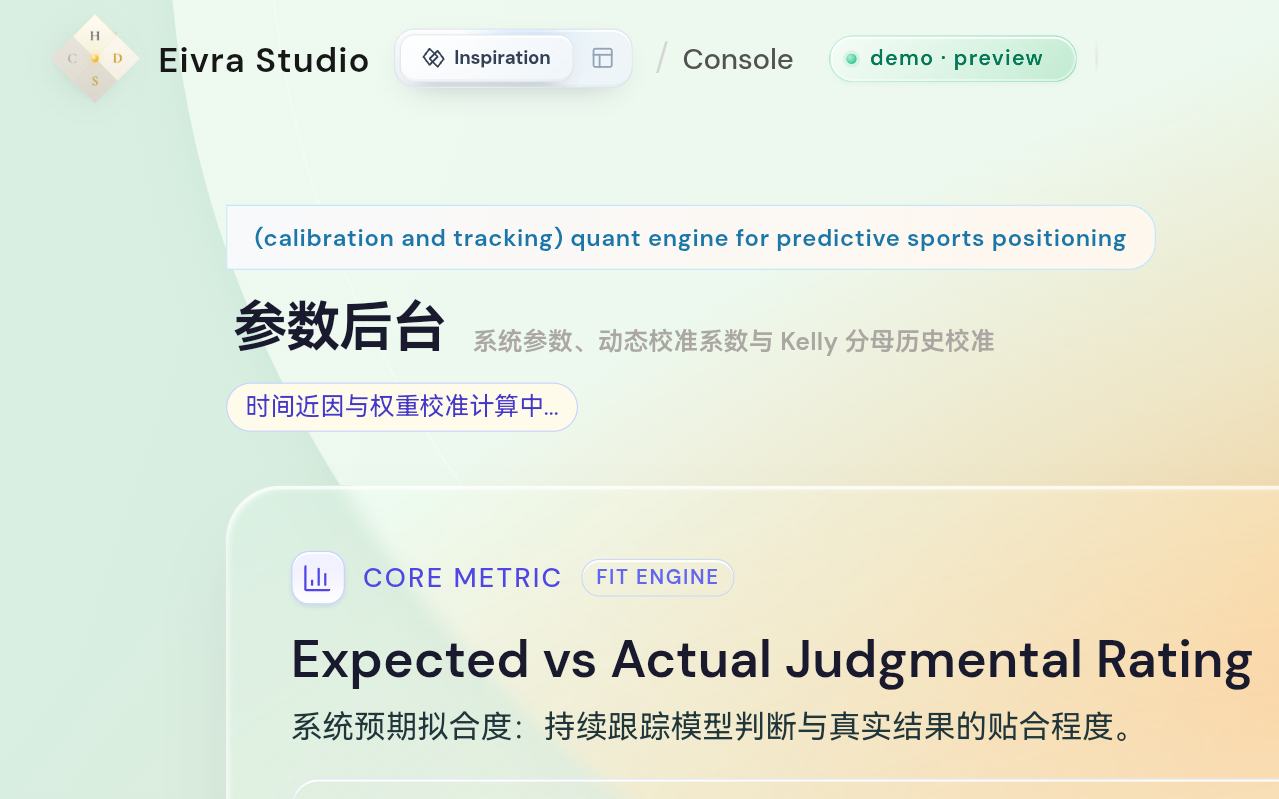 H
C D
S
Eivra Studio
Inspiration
/ Console
demo · preview
(calibration and tracking) quant engine for predictive sports positioning
参数后台 系统参数、动态校准系数与 Kelly 分母历史校准
时间近因与权重校准计算中...
CORE METRIC FIT ENGINE
Expected vs Actual Judgmental Rating
系统预期拟合度：持续跟踪模型判断与真实结果的贴合程度。